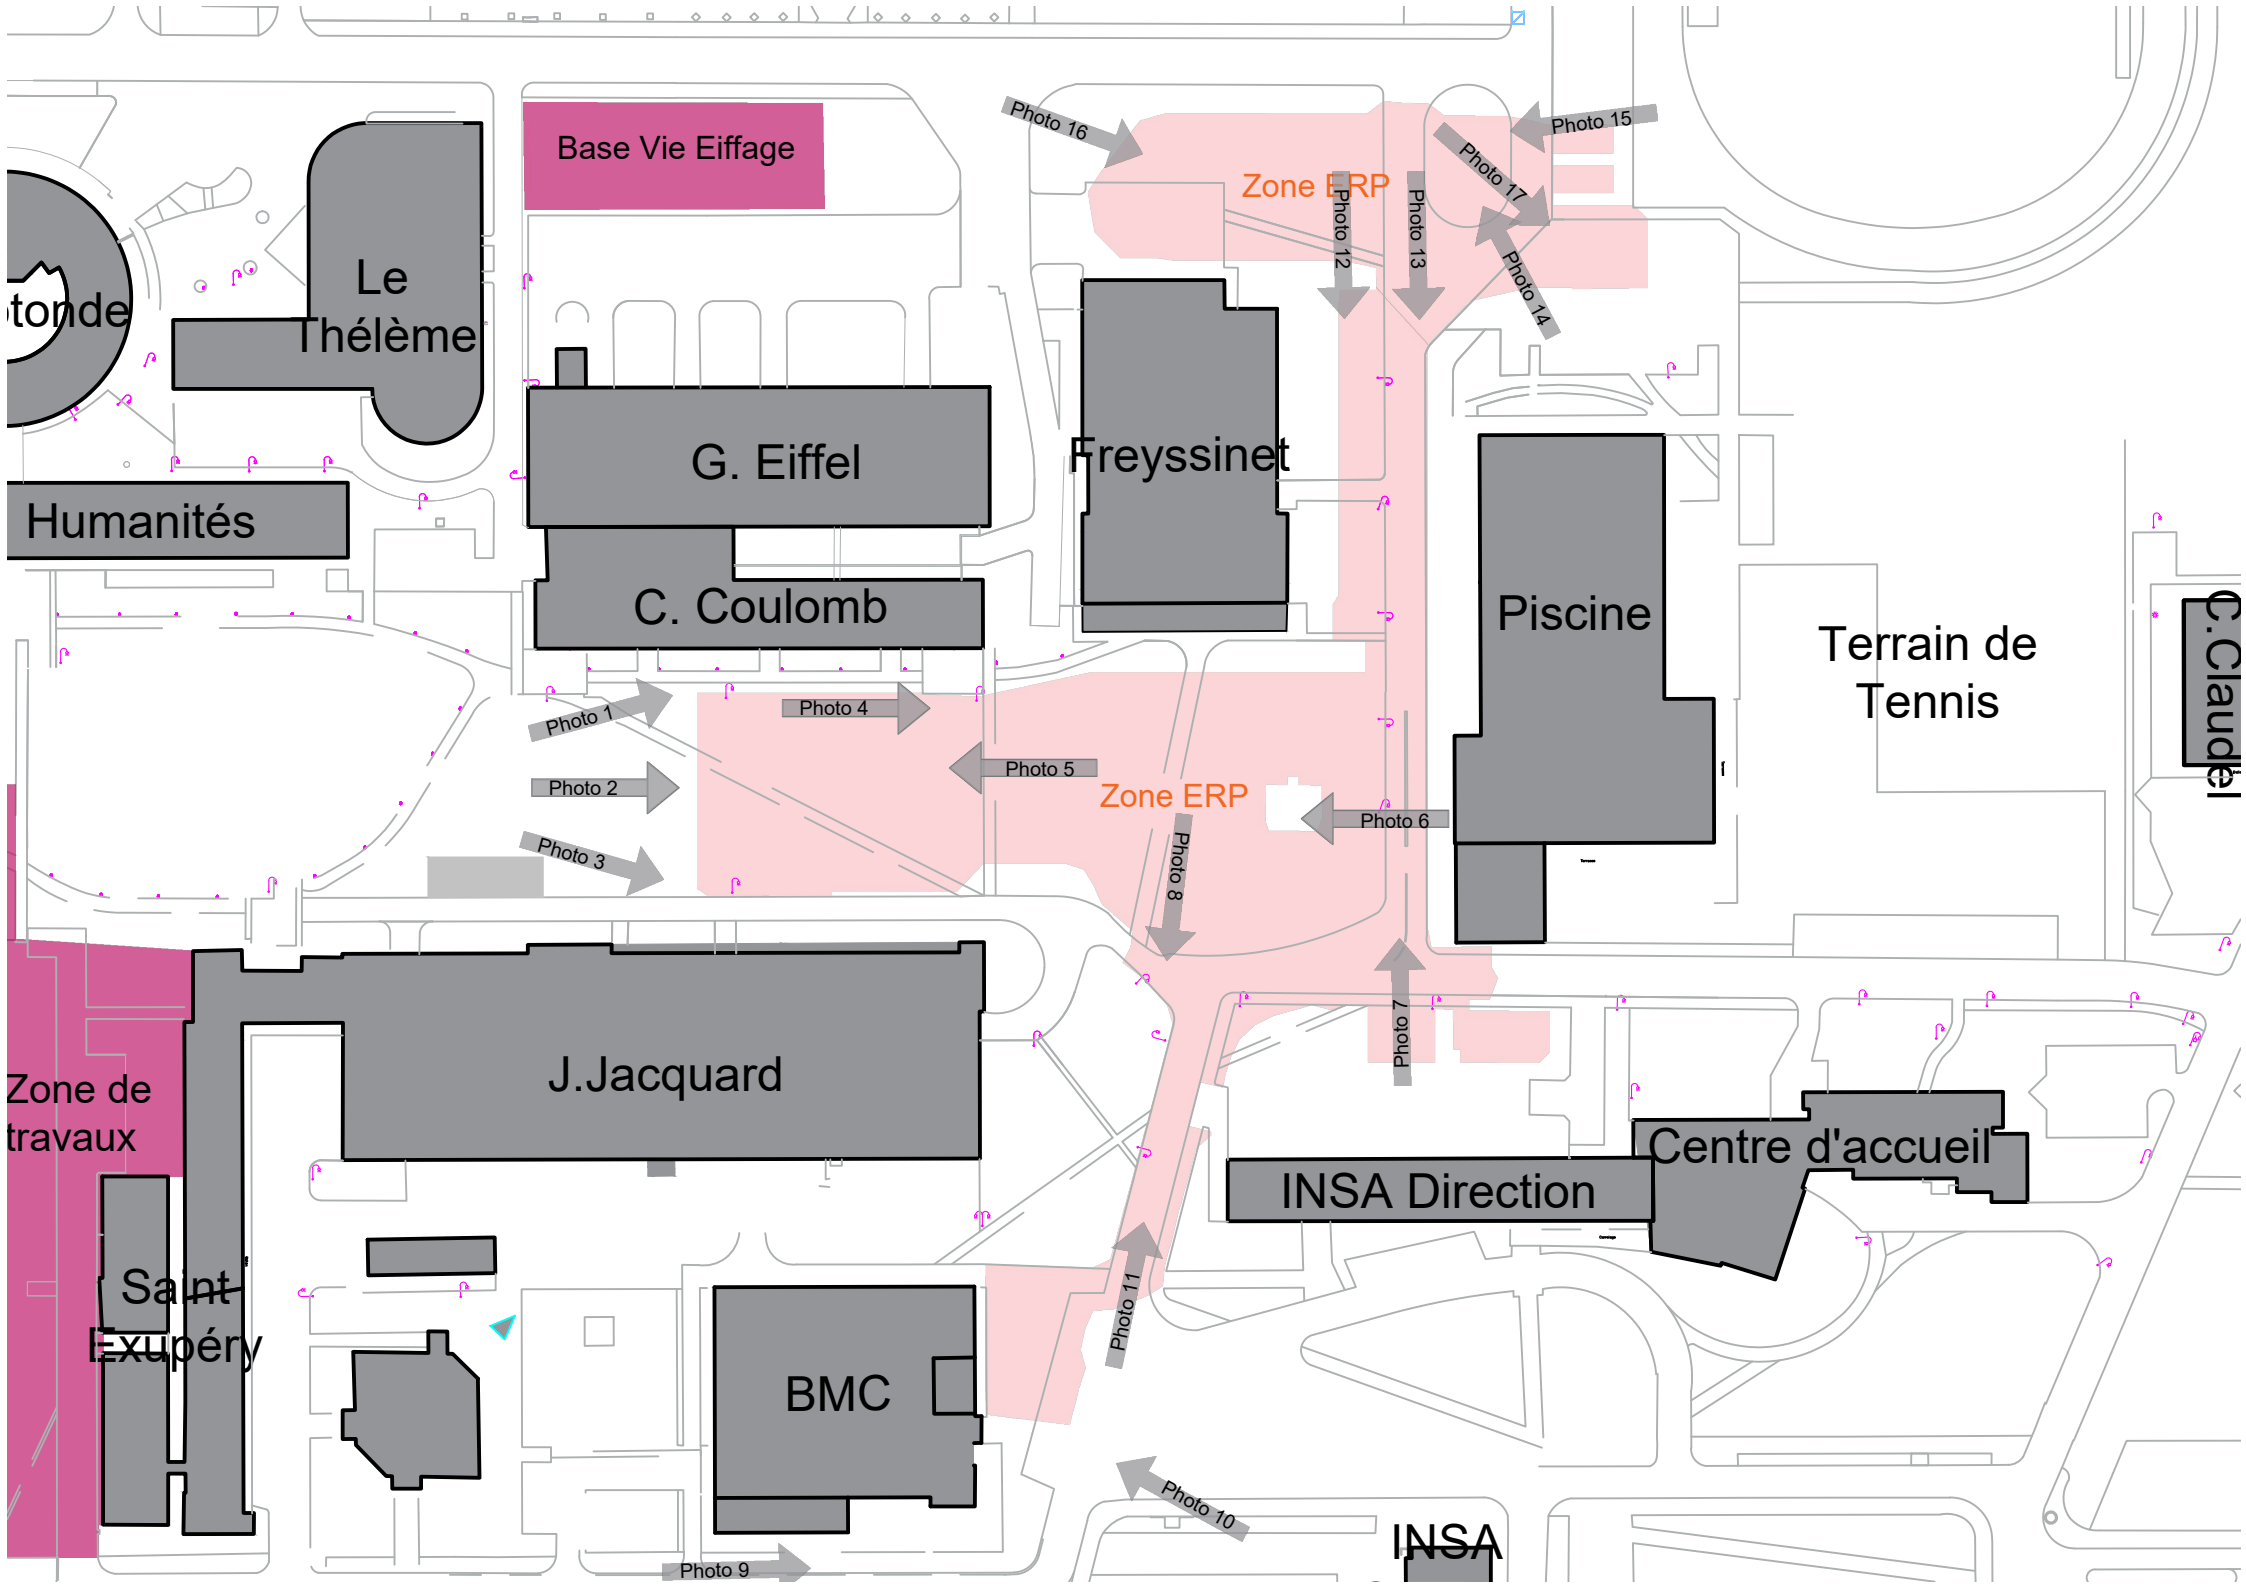 Photo 16
Photo 15
Base Vie Eiffage
Photo 17
Zone ERP
Photo 12
Photo 13
Photo 14
Le
Thélème
tonde
G. Eiffel
Freyssinet
Humanités
C. Coulomb
Piscine
Terrain de
Tennis
C.Claudel
Photo 1
Photo 4
Photo 5
Photo 2
Zone ERP
Photo 6
Photo 3
Photo 8
Photo 7
J.Jacquard
Zone de
travaux
Centre d'accueil
INSA Direction
Saint
Exupéry
Photo 11
BMC
Photo 10
INSA
Photo 9